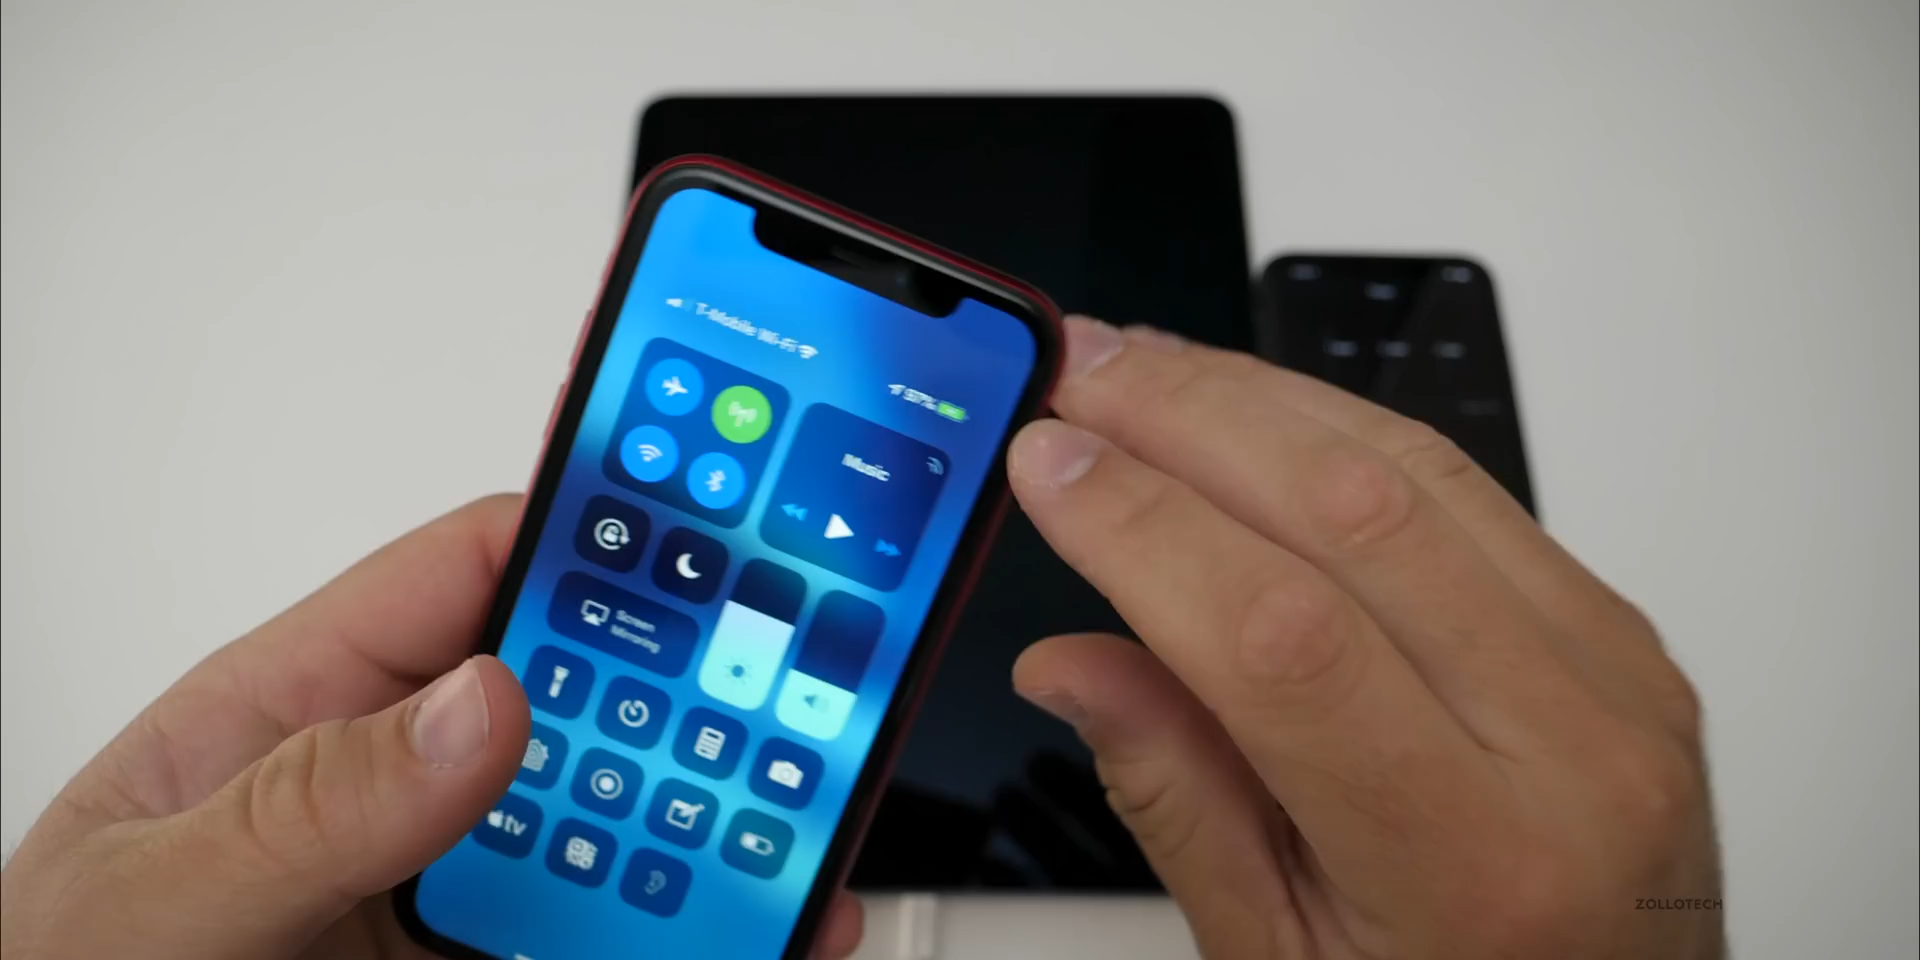 T-Mobile Wi-Fi
97%
Music
Screen
Mirroring
tv
ZOLLOTECH